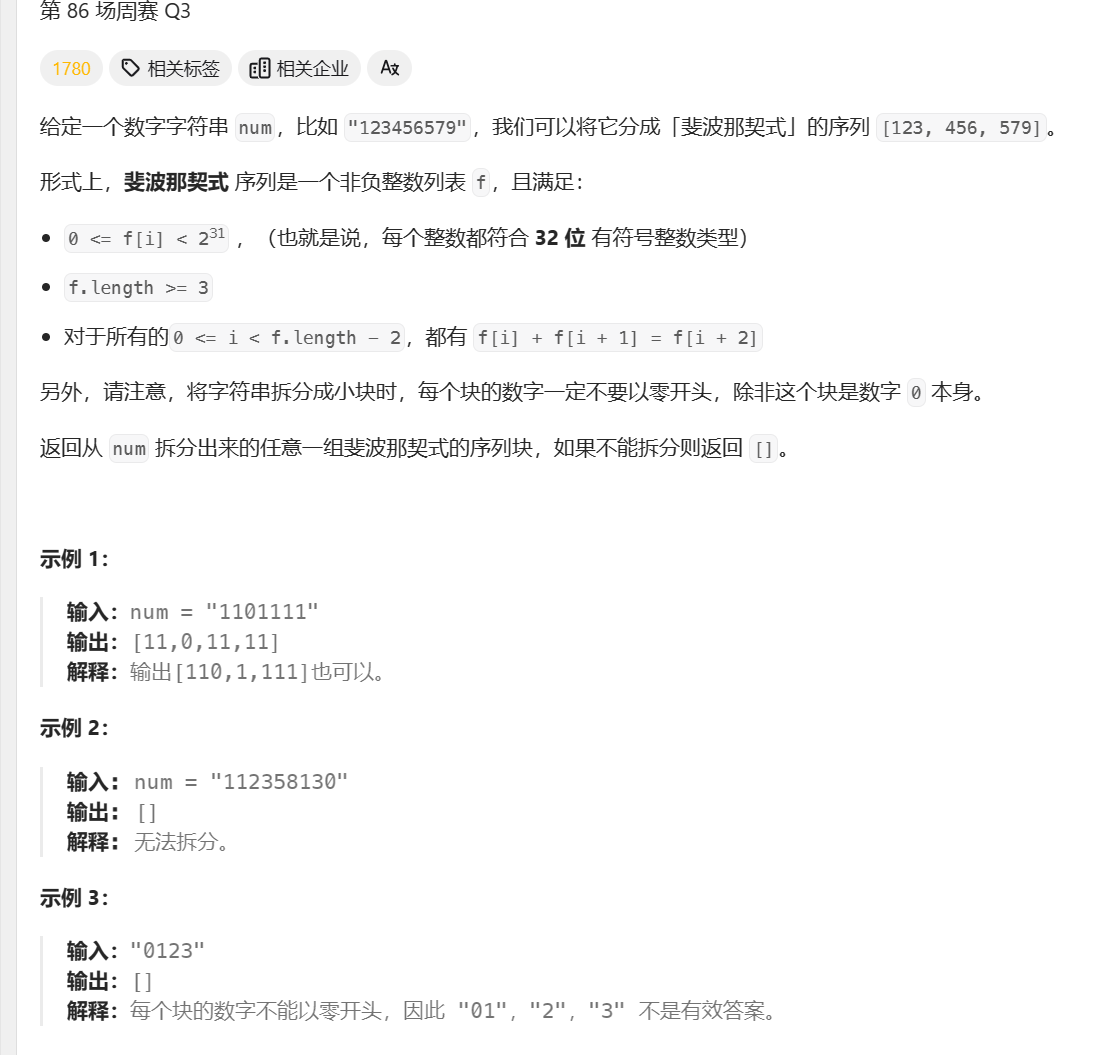 第 86 场周赛 Q3
1780 相关标签 相关企业 A文
给定一个数字字符串 num，比如 "123456579"，我们可以将它分成「斐波那契式」的序列 [123, 456, 579]。
形式上，斐波那契式 序列是一个非负整数列表 f，且满足：
• 0 <= f[i] < 2³¹ ，（也就是说，每个整数都符合 32 位 有符号整数类型）
• f.length >= 3
• 对于所有的0 <= i < f.length - 2，都有 f[i] + f[i + 1] = f[i + 2]
另外，请注意，将字符串拆分成小块时，每个块的数字一定不要以零开头，除非这个块是数字 0 本身。
返回从 num 拆分出来的任意一组斐波那契式的序列块，如果不能拆分则返回 []。
示例 1：
输入：num = "1101111"
输出：[11,0,11,11]
解释：输出[110,1,111]也可以。
示例 2：
输入：num = "112358130"
输出：[]
解释：无法拆分。
示例 3：
输入："0123"
输出：[]
解释：每个块的数字不能以零开头，因此 "01"，"2"，"3" 不是有效答案。